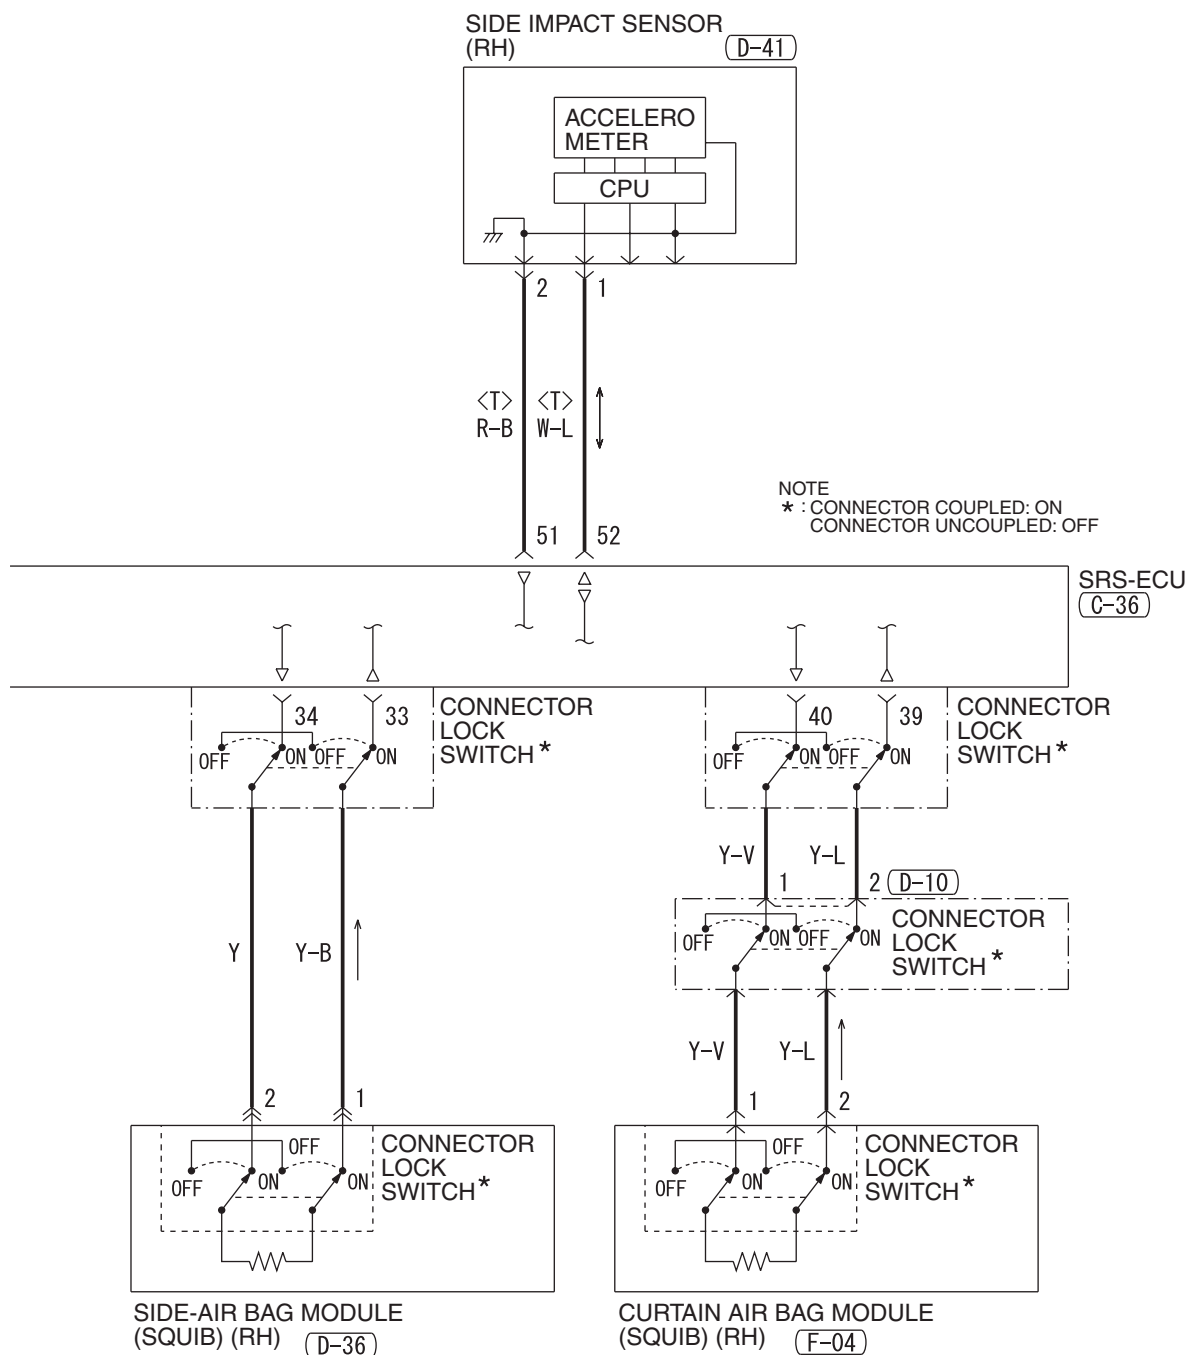 SIDE IMPACT SENSOR
(RH) D-41
ACCELERO
METER
CPU
2 1
<T> <T>
R-B W-L
NOTE
* : CONNECTOR COUPLED: ON
CONNECTOR UNCOUPLED: OFF
51 52
SRS-ECU
C-36
34 33 CONNECTOR
LOCK
SWITCH *
OFF ON OFF ON
40 39 CONNECTOR
LOCK
SWITCH *
OFF ON OFF ON
Y-V Y-L
1 2 D-10
CONNECTOR
LOCK
SWITCH *
OFF ON OFF ON
Y Y-B
Y-V Y-L
2 1
1 2
OFF CONNECTOR
LOCK
SWITCH *
OFF ON ON
OFF CONNECTOR
LOCK
SWITCH *
OFF ON ON
SIDE-AIR BAG MODULE
(SQUIB) (RH) D-36
CURTAIN AIR BAG MODULE
(SQUIB) (RH) F-04